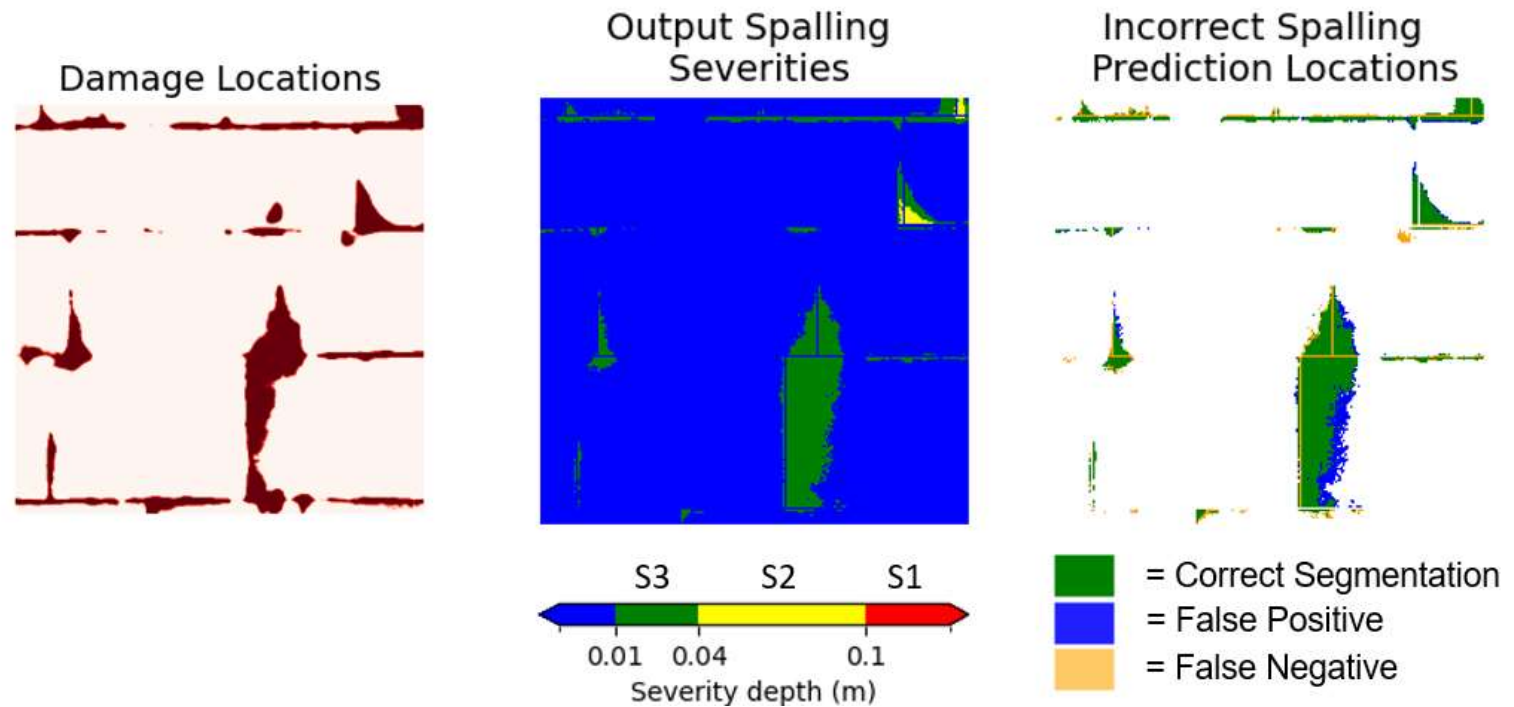 Damage Locations
Output Spalling
Severities
Incorrect Spalling
Prediction Locations
S3 S2 S1
0.01 0.04 0.1
Severity depth (m)
= Correct Segmentation
= False Positive
= False Negative